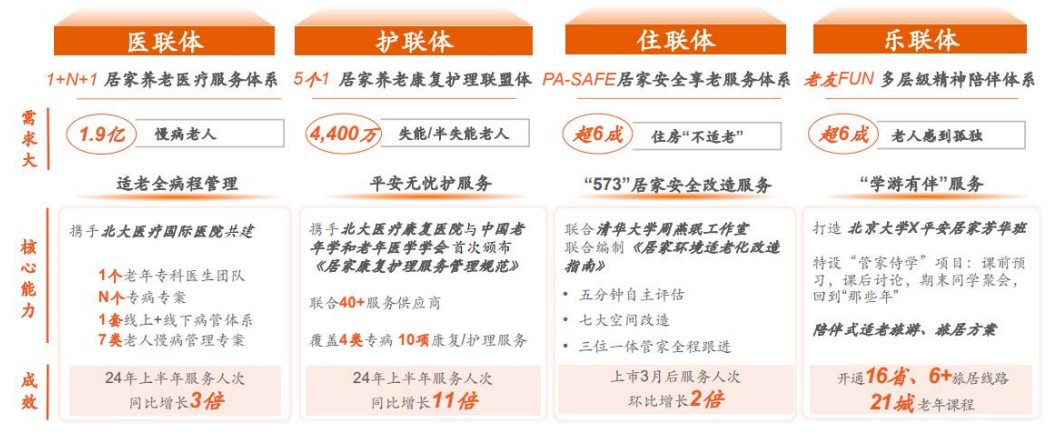 医联体
1+N+1 居家养老医疗服务体系
需求大
1.9亿
慢病老人
适老全病程管理
核心能力
携手北大医疗国际医院共建
1个老年专科医生团队
N个专病专案
1套线上+线下病管体系
7类老人慢病管理专案
成效
24年上半年服务人次
同比增长3倍
护联体
5个1 居家养老康复护理联盟体
4,400万
失能/半失能老人
平安无忧护服务
携手北大医疗康复医院与中国老
年学和老年医学学会首次颁布
《居家康复护理服务管理规范》
联合40+服务供应商
覆盖4类专病 10项康复/护理服务
24年上半年服务人次
同比增长11倍
住联体
PA-SAFE居家安全享老服务体系
超6成
住房“不适老”
“573”居家安全改造服务
联合清华大学周燕珉工作室
联合编制《居家环境适老化改造
指南》
• 五分钟自主评估
• 七大空间改造
• 三位一体管家全程跟进
上市3月后服务人次
环比增长2倍
乐联体
老友FUN 多层级精神陪伴体系
超6成
老人感到孤独
“学游有伴”服务
打造 北京大学X平安居家芳华班
特设“管家侍学”项目：课前预
习，课后讨论，期末同学聚会，
回到“那些年”
陪伴式适老旅游、旅居方案
开通16省、6+旅居线路
21城老年课程